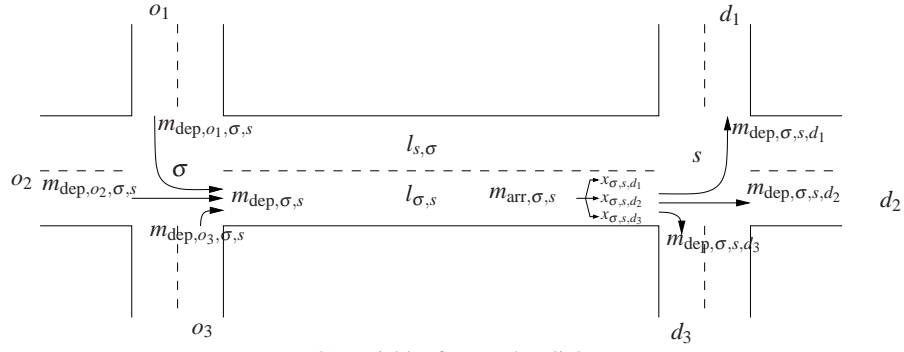 o₁
d₁
m_dep,o₁,σ,s
m_dep,σ,s,d₁
l_s,σ
s
σ
x_σ,s,d₁
o₂
m_dep,o₂,σ,s
m_dep,σ,s
l_σ,s
m_arr,σ,s
x_σ,s,d₂
m_dep,σ,s,d₂
d₂
x_σ,s,d₃
m_dep,o₃,σ,s
m_dep,σ,s,d₃
o₃
d₃